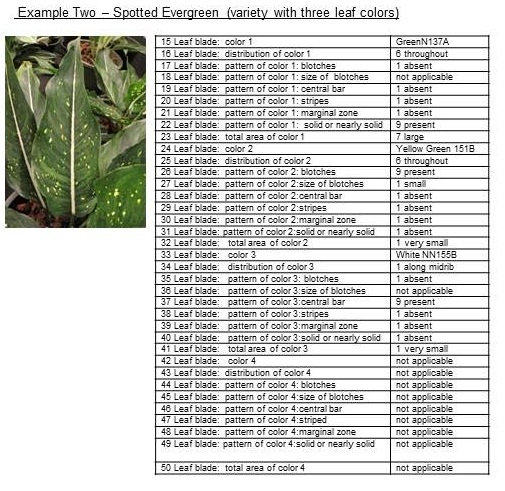 Example Two – Spotted Evergreen (variety with three leaf colors)
15 Leaf blade: color 1 GreenN137A
16 Leaf blade: distribution of color 1 6 throughout
17 Leaf blade: pattern of color 1: blotches 1 absent
18 Leaf blade: pattern of color 1: size of blotches not applicable
19 Leaf blade: pattern of color 1: central bar 1 absent
20 Leaf blade: pattern of color 1: stripes 1 absent
21 Leaf blade: pattern of color 1: marginal zone 1 absent
22 Leaf blade: pattern of color 1: solid or nearly solid 9 present
23 Leaf blade: total area of color 1 7 large
24 Leaf blade: color 2 Yellow Green 151B
25 Leaf blade: distribution of color 2 6 throughout
26 Leaf blade: pattern of color 2: blotches 9 present
27 Leaf blade: pattern of color 2:size of blotches 1 small
28 Leaf blade: pattern of color 2:central bar 1 absent
29 Leaf blade: pattern of color 2:stripes 1 absent
30 Leaf blade: pattern of color 2:marginal zone 1 absent
31 Leaf blade: pattern of color 2:solid or nearly solid 1 absent
32 Leaf blade: total area of color 2 1 very small
33 Leaf blade: color 3 White NN155B
34 Leaf blade: distribution of color 3 1 along midrib
35 Leaf blade: pattern of color 3: blotches 1 absent
36 Leaf blade: pattern of color 3:size of blotches not applicable
37 Leaf blade: pattern of color 3:central bar 9 present
38 Leaf blade: pattern of color 3:stripes 1 absent
39 Leaf blade: pattern of color 3:marginal zone 1 absent
40 Leaf blade: pattern of color 3:solid or nearly solid 1 absent
41 Leaf blade: total area of color 3 1 very small
42 Leaf blade: color 4 not applicable
43 Leaf blade: distribution of color 4 not applicable
44 Leaf blade: pattern of color 4: blotches not applicable
45 Leaf blade: pattern of color 4:size of blotches not applicable
46 Leaf blade: pattern of color 4:central bar not applicable
47 Leaf blade: pattern of color 4:striped not applicable
48 Leaf blade: pattern of color 4:marginal zone not applicable
49 Leaf blade: pattern of color 4:solid or nearly solid not applicable
50 Leaf blade: total area of color 4 not applicable